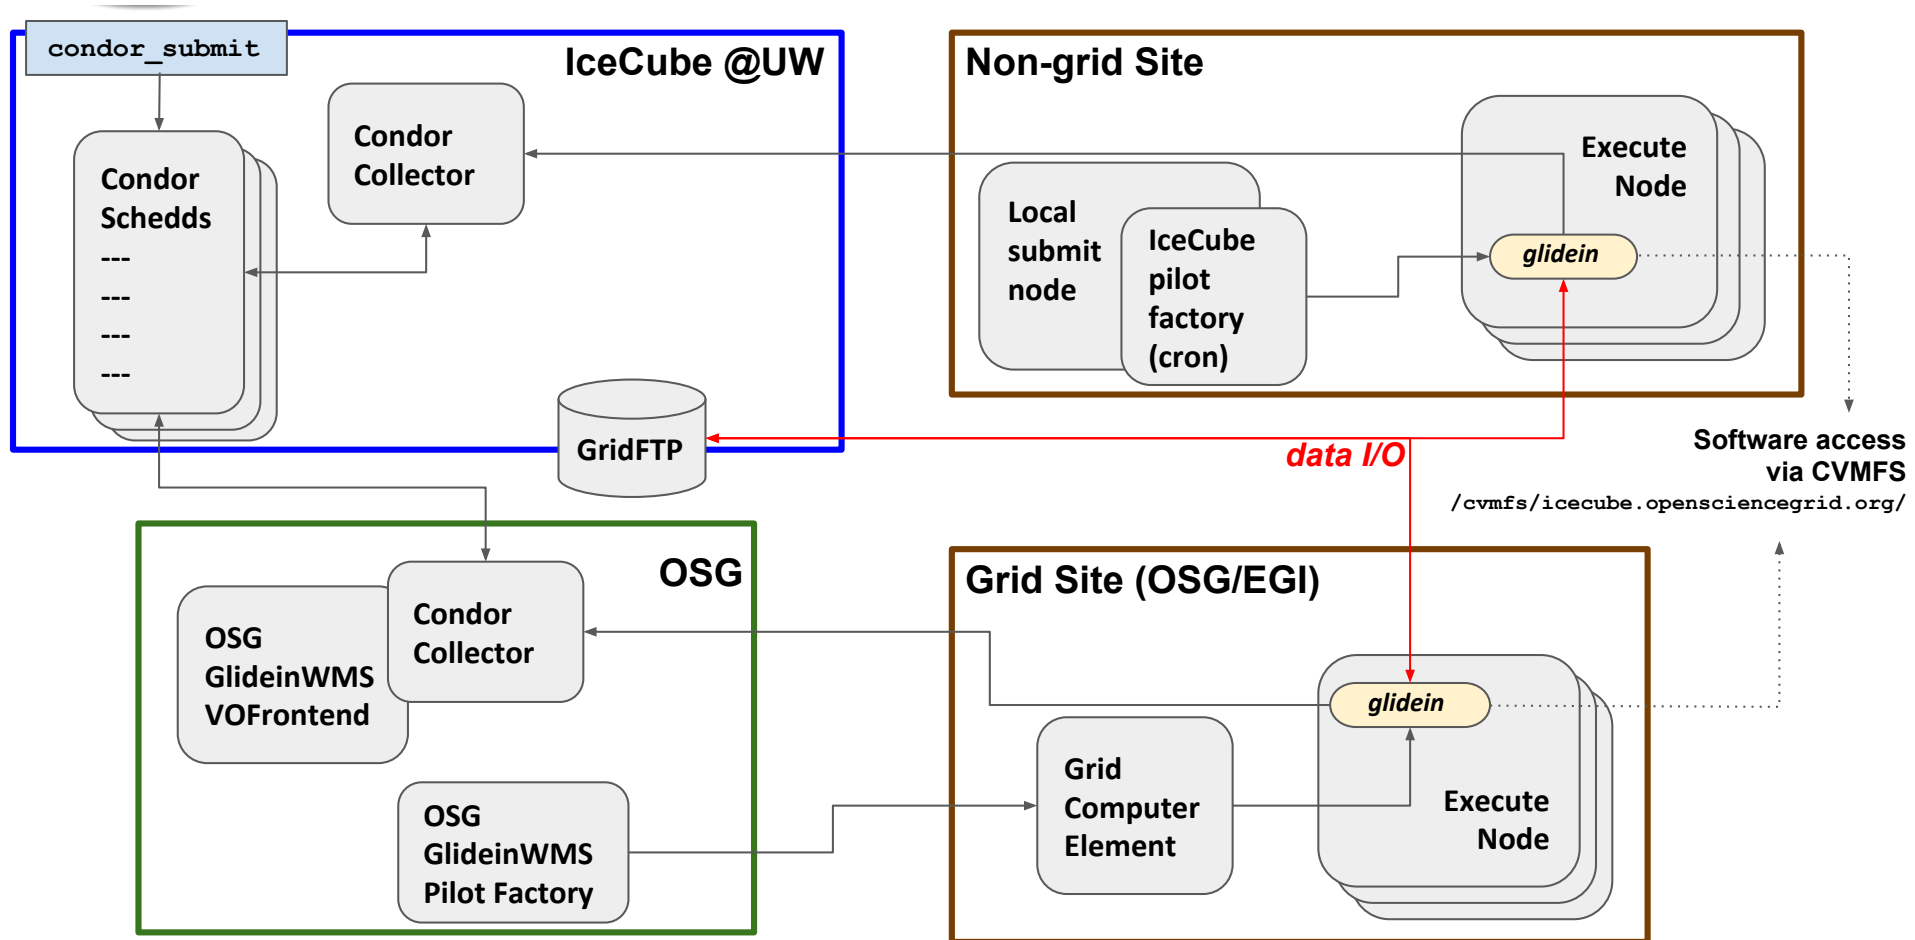 condor_submit
IceCube @UW
Condor
Collector
Condor
Schedds
---
---
---
---
GridFTP
Non-grid Site
Execute
Node
Local
submit
node
IceCube
pilot
factory
(cron)
glidein
data I/O
Software access
via CVMFS
/cvmfs/icecube.opensciencegrid.org/
OSG
Condor
Collector
OSG
GlideinWMS
VOFrontend
OSG
GlideinWMS
Pilot Factory
Grid Site (OSG/EGI)
glidein
Grid
Computer
Element
Execute
Node